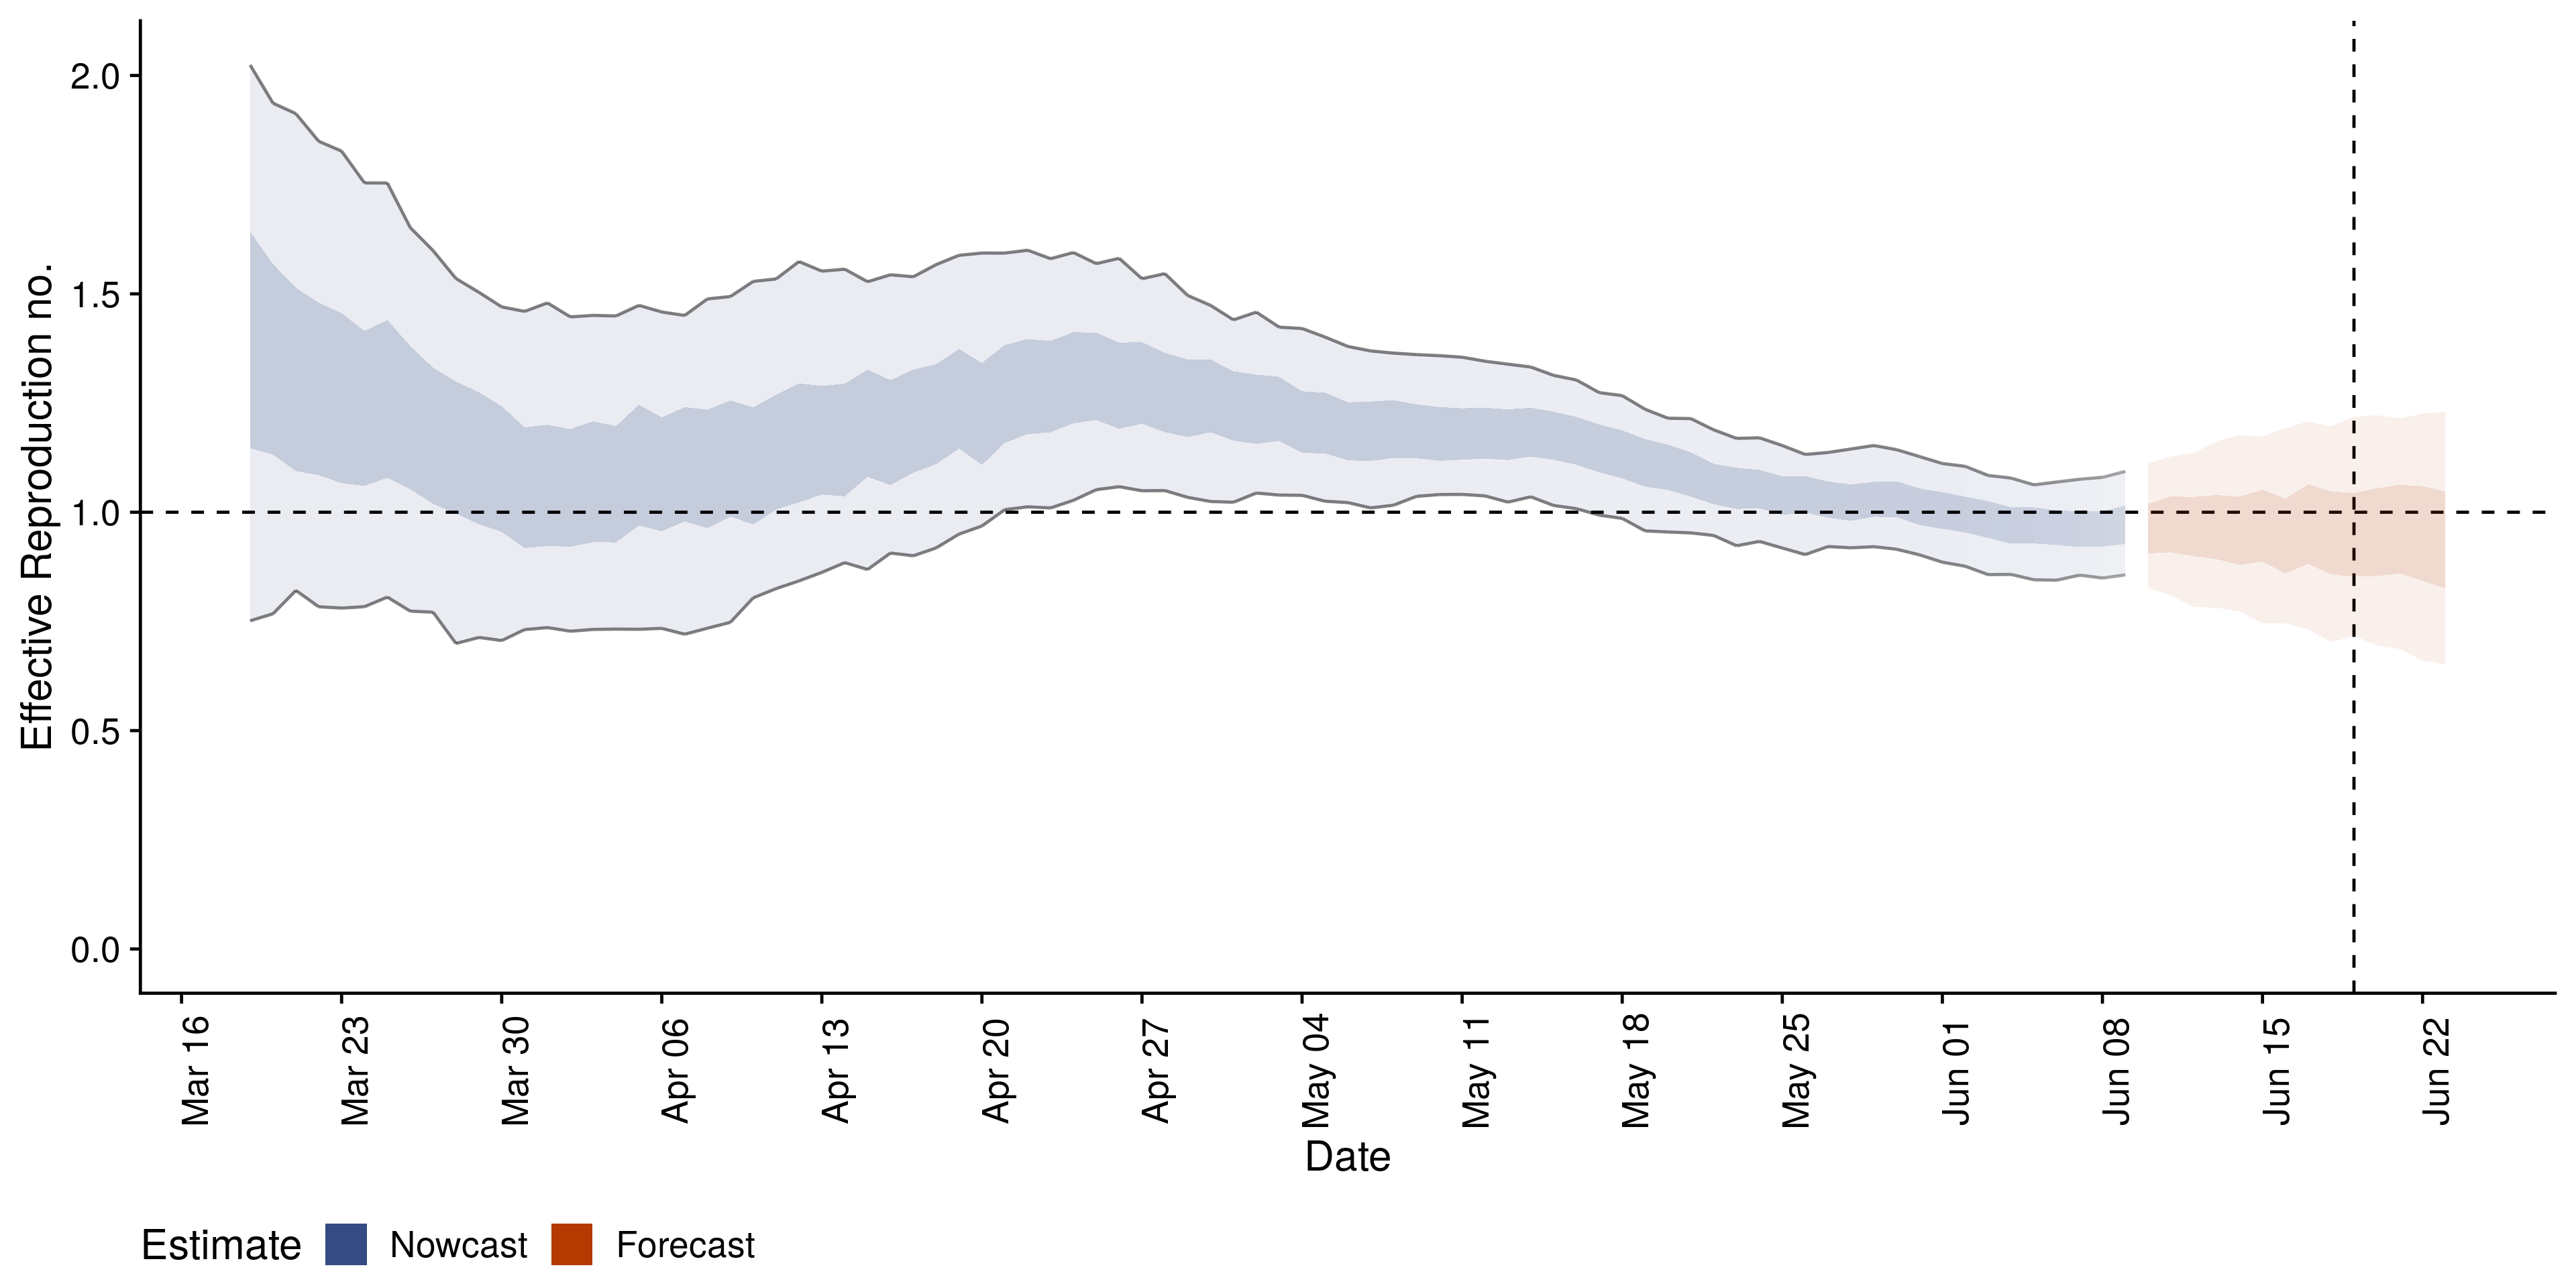 Effective Reproduction no.
2.0
1.5
1.0
0.5
0.0
Mar 16
Mar 23
Mar 30
Apr 06
Apr 13
Apr 20
Apr 27
May 04
May 11
May 18
May 25
Jun 01
Jun 08
Jun 15
Jun 22
Date
Estimate Nowcast Forecast